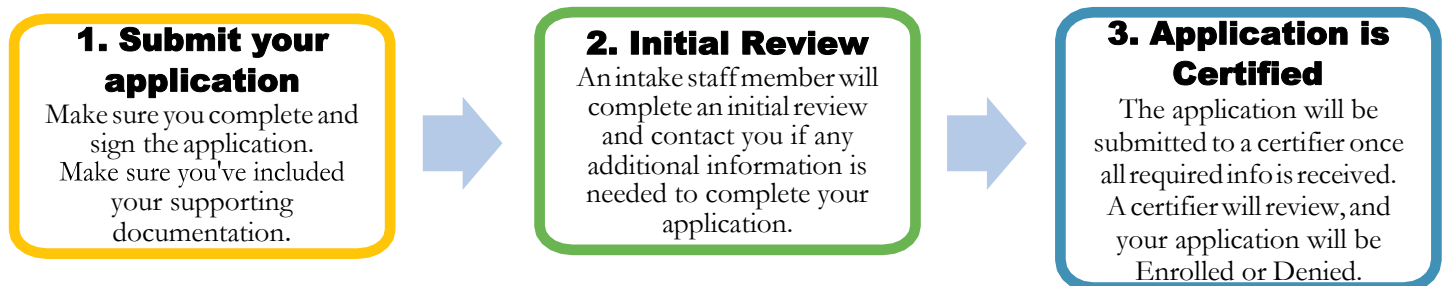 1. Submit your
application
Make sure you complete and
sign the application.
Make sure you've included
your supporting
documentation.
2. Initial Review
An intake staff member will
complete an initial review
and contact you if any
additional information is
needed to complete your
application.
3. Application is
Certified
The application will be
submitted to a certifier once
all required info is received.
A certifier will review, and
your application will be
Enrolled or Denied.